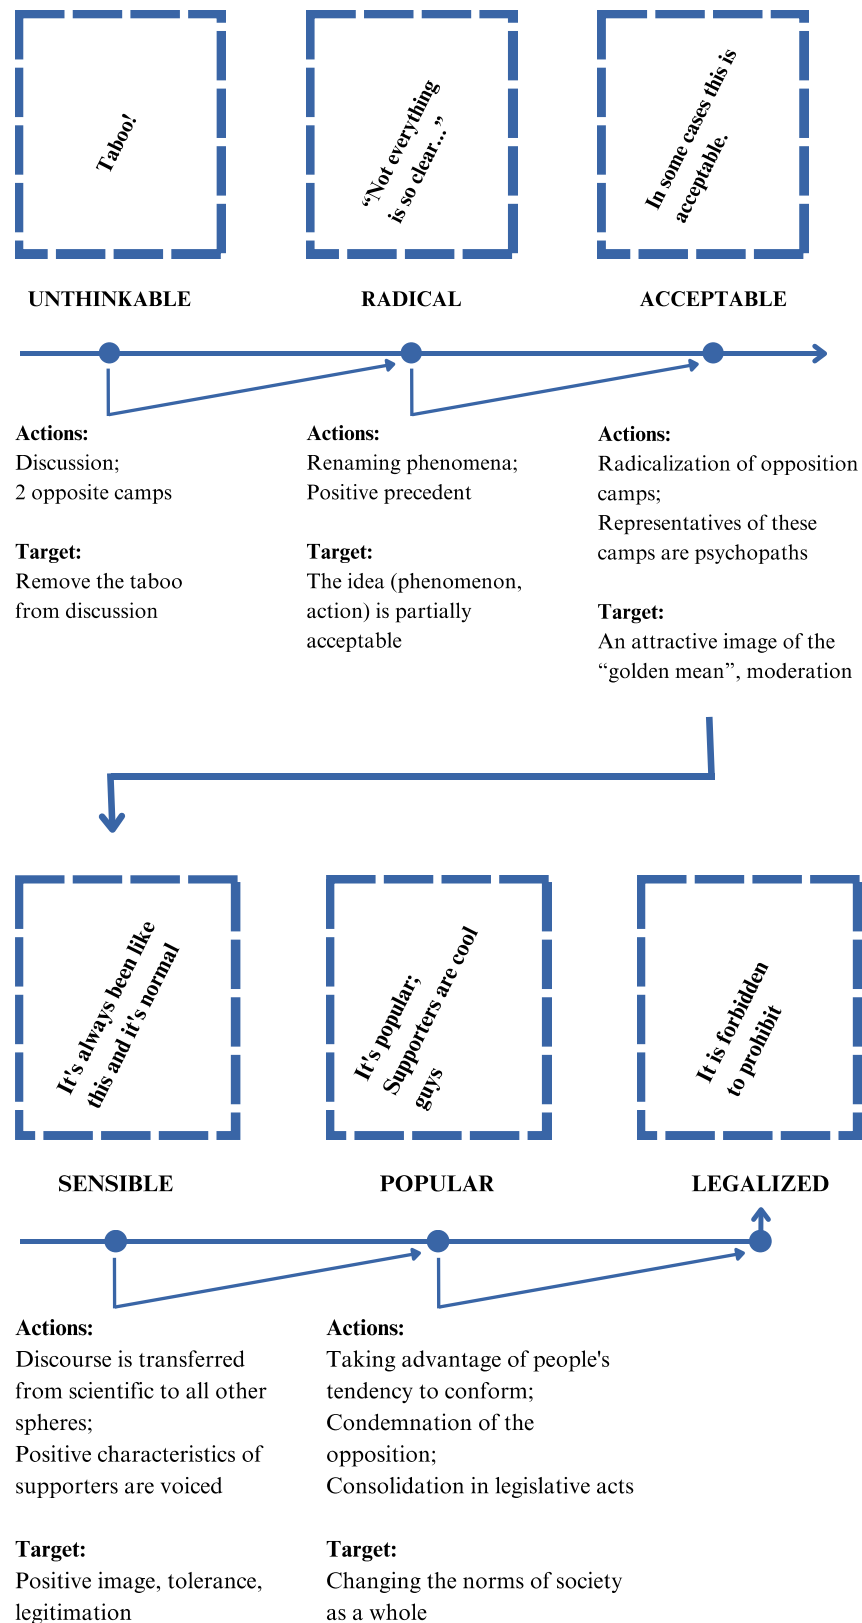 Taboo!
“Not everything
is so clear...”
In some cases this is
acceptable.
UNTHINKABLE
RADICAL
ACCEPTABLE
Actions:
Discussion;
2 opposite camps
Target:
Remove the taboo
from discussion
Actions:
Renaming phenomena;
Positive precedent
Target:
The idea (phenomenon,
action) is partially
acceptable
Actions:
Radicalization of opposition
camps;
Representatives of these
camps are psychopaths
Target:
An attractive image of the
“golden mean”, moderation
It's always been like
this and it's normal
It's popular;
Supporters are cool
guys
It is forbidden
to prohibit
SENSIBLE
POPULAR
LEGALIZED
Actions:
Discourse is transferred
from scientific to all other
spheres;
Positive characteristics of
supporters are voiced
Target:
Positive image, tolerance,
legitimation
Actions:
Taking advantage of people's
tendency to conform;
Condemnation of the
opposition;
Consolidation in legislative acts
Target:
Changing the norms of society
as a whole